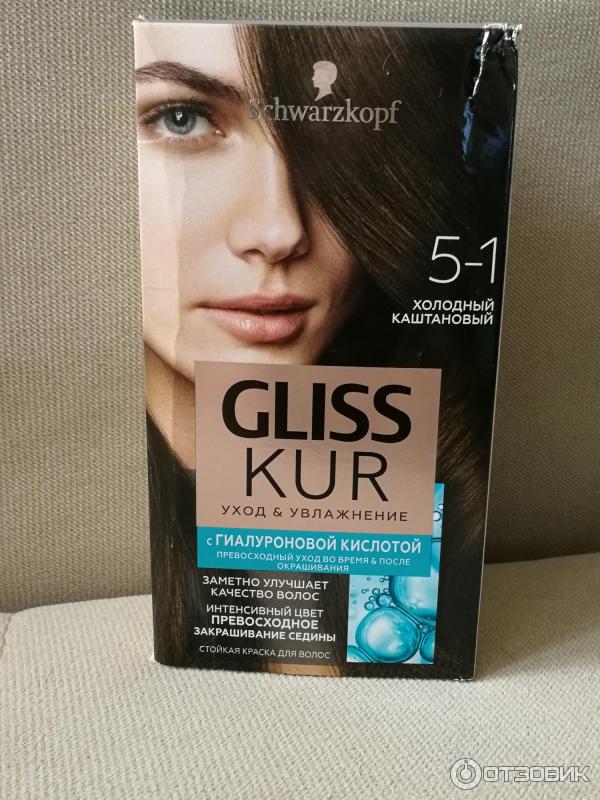 Schwarzkopf
5-1
ХОЛОДНЫЙ
КАШТАНОВЫЙ
GLISS
KUR
УХОД & УВЛАЖНЕНИЕ
с ГИАЛУРОНОВОЙ КИСЛОТОЙ
ПРЕВОСХОДНЫЙ УХОД ВО ВРЕМЯ & ПОСЛЕ
ОКРАШИВАНИЯ
ЗАМЕТНО УЛУЧШАЕТ
КАЧЕСТВО ВОЛОС
ИНТЕНСИВНЫЙ ЦВЕТ
ПРЕВОСХОДНОЕ
ЗАКРАШИВАНИЕ СЕДИНЫ
СТОЙКАЯ КРАСКА ДЛЯ ВОЛОС
ОТЗОВИК